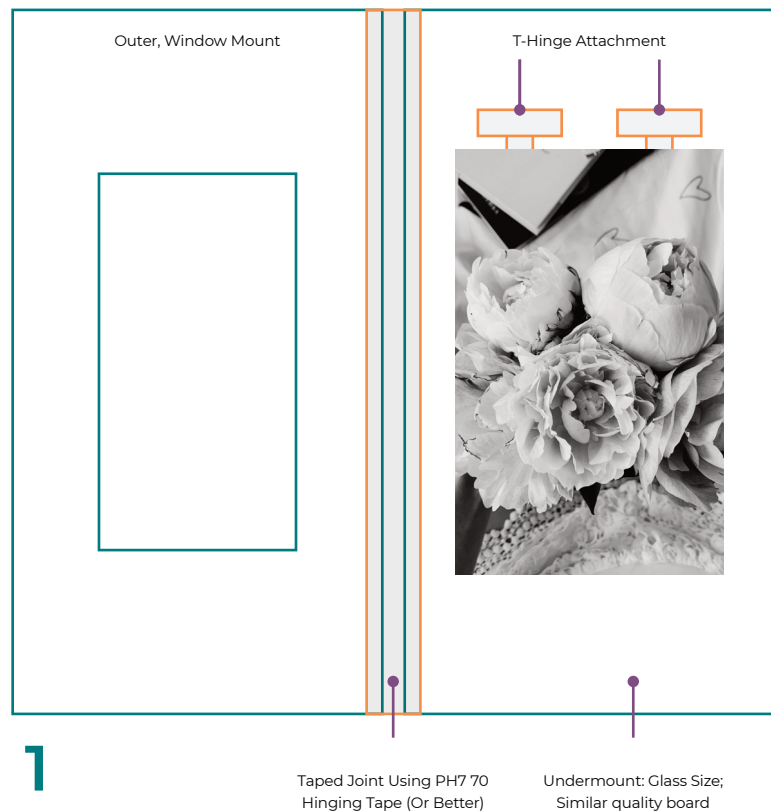 Outer, Window Mount
T-Hinge Attachment
1
Taped Joint Using PH7 70
Hinging Tape (Or Better)
Undermount: Glass Size;
Similar quality board